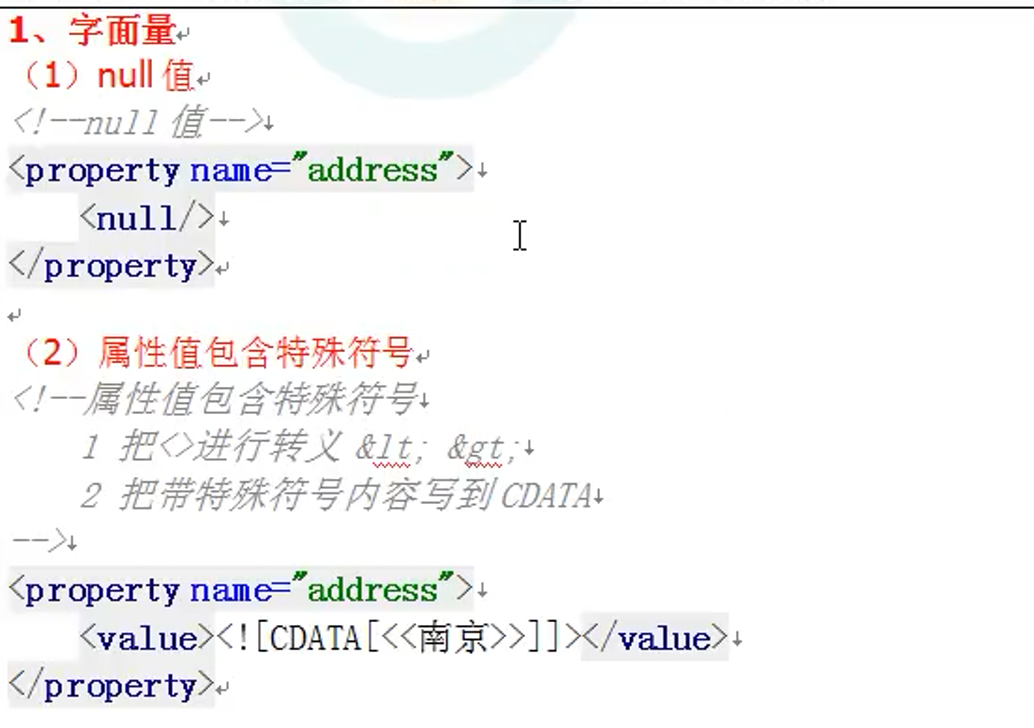 1、字面量
（1）null 值
<!--null 值-->
<property name="address">
    <null/>
</property>
（2）属性值包含特殊符号
<!--属性值包含特殊符号
    1 把<>进行转义 &lt; &gt;
    2 把带特殊符号内容写到 CDATA
-->
<property name="address">
    <value><![CDATA[<<南京>>]]></value>
</property>